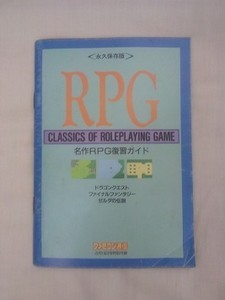 ＜永久保存版＞
RPG
CLASSICS OF ROLEPLAYING GAME
名作RPG復習ガイド
ドラゴンクエスト
ファイナルファンタジー
ゼルダの伝説